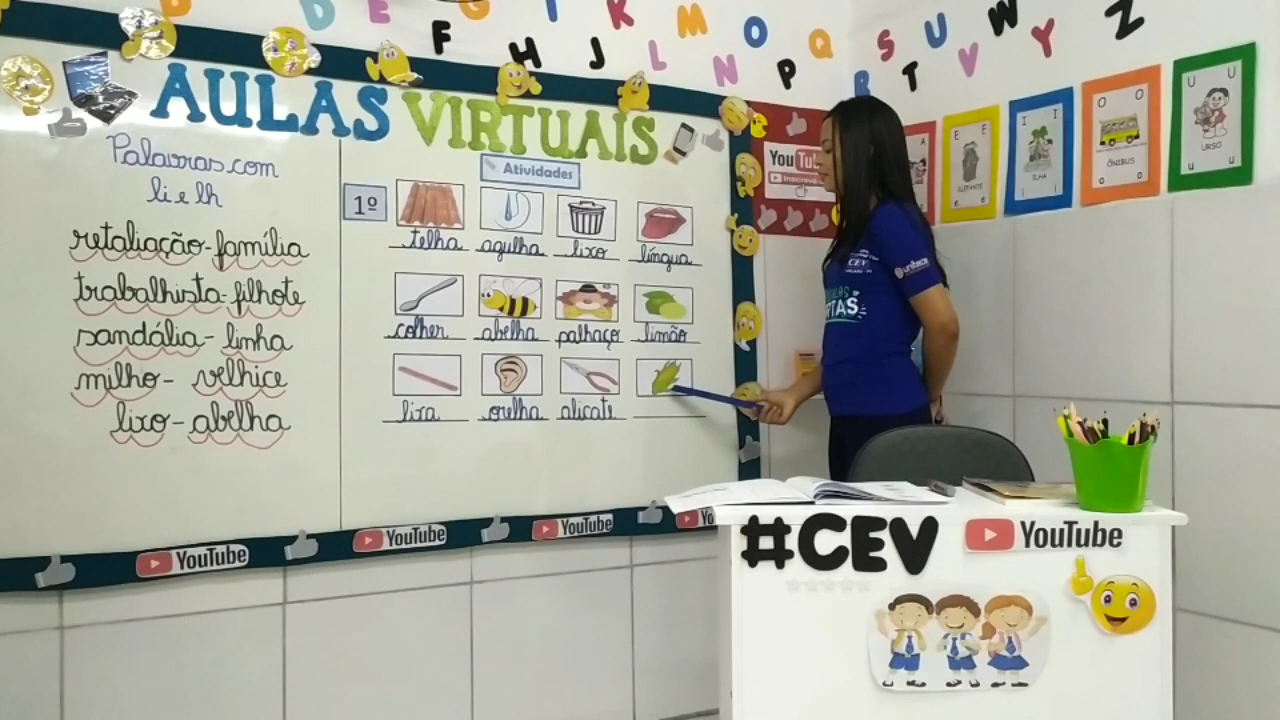 D E I K M O Q S U W Y Z
F H J L N P R T V
AULAS VIRTUAIS
Palavras com
li e lh
retaliação - família
trabalhista - filhote
sandália - linha
milho - velhice
lixo - abelha
Atividades
1º
telha agulha lixo língua
colher abelha palhaço limão
lixa orelha alicate
YouTube
YouTube
YouTube
YouTube
A
E E
ELEFANTE
e e
I I
ILHA
O O
ÔNIBUS
o o
U U
URSO
u u
CEV
#CEV
YouTube